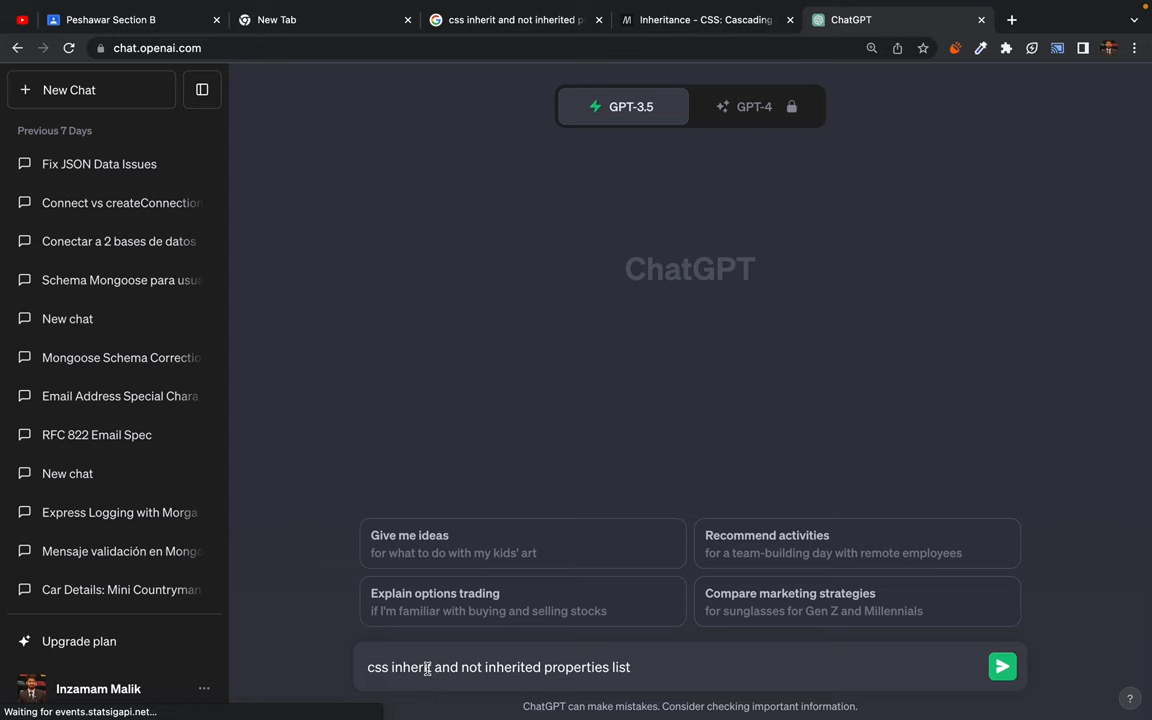 Peshawar Section B
New Tab
css inherit and not inherited p
Inheritance - CSS: Cascading
ChatGPT
chat.openai.com
New Chat
GPT-3.5
GPT-4
Previous 7 Days
Fix JSON Data Issues
Connect vs createConnection
Conectar a 2 bases de datos
Schema Mongoose para usua
New chat
Mongoose Schema Correctio
Email Address Special Chara
RFC 822 Email Spec
New chat
Express Logging with Morga
Mensaje validación en Mongo
Car Details: Mini Countryman
Upgrade plan
Inzamam Malik
ChatGPT
Give me ideas
for what to do with my kids' art
Recommend activities
for a team-building day with remote employees
Explain options trading
if I'm familiar with buying and selling stocks
Compare marketing strategies
for sunglasses for Gen Z and Millennials
css inherit and not inherited properties list
ChatGPT can make mistakes. Consider checking important information.
?
Waiting for events.statsigapi.net...